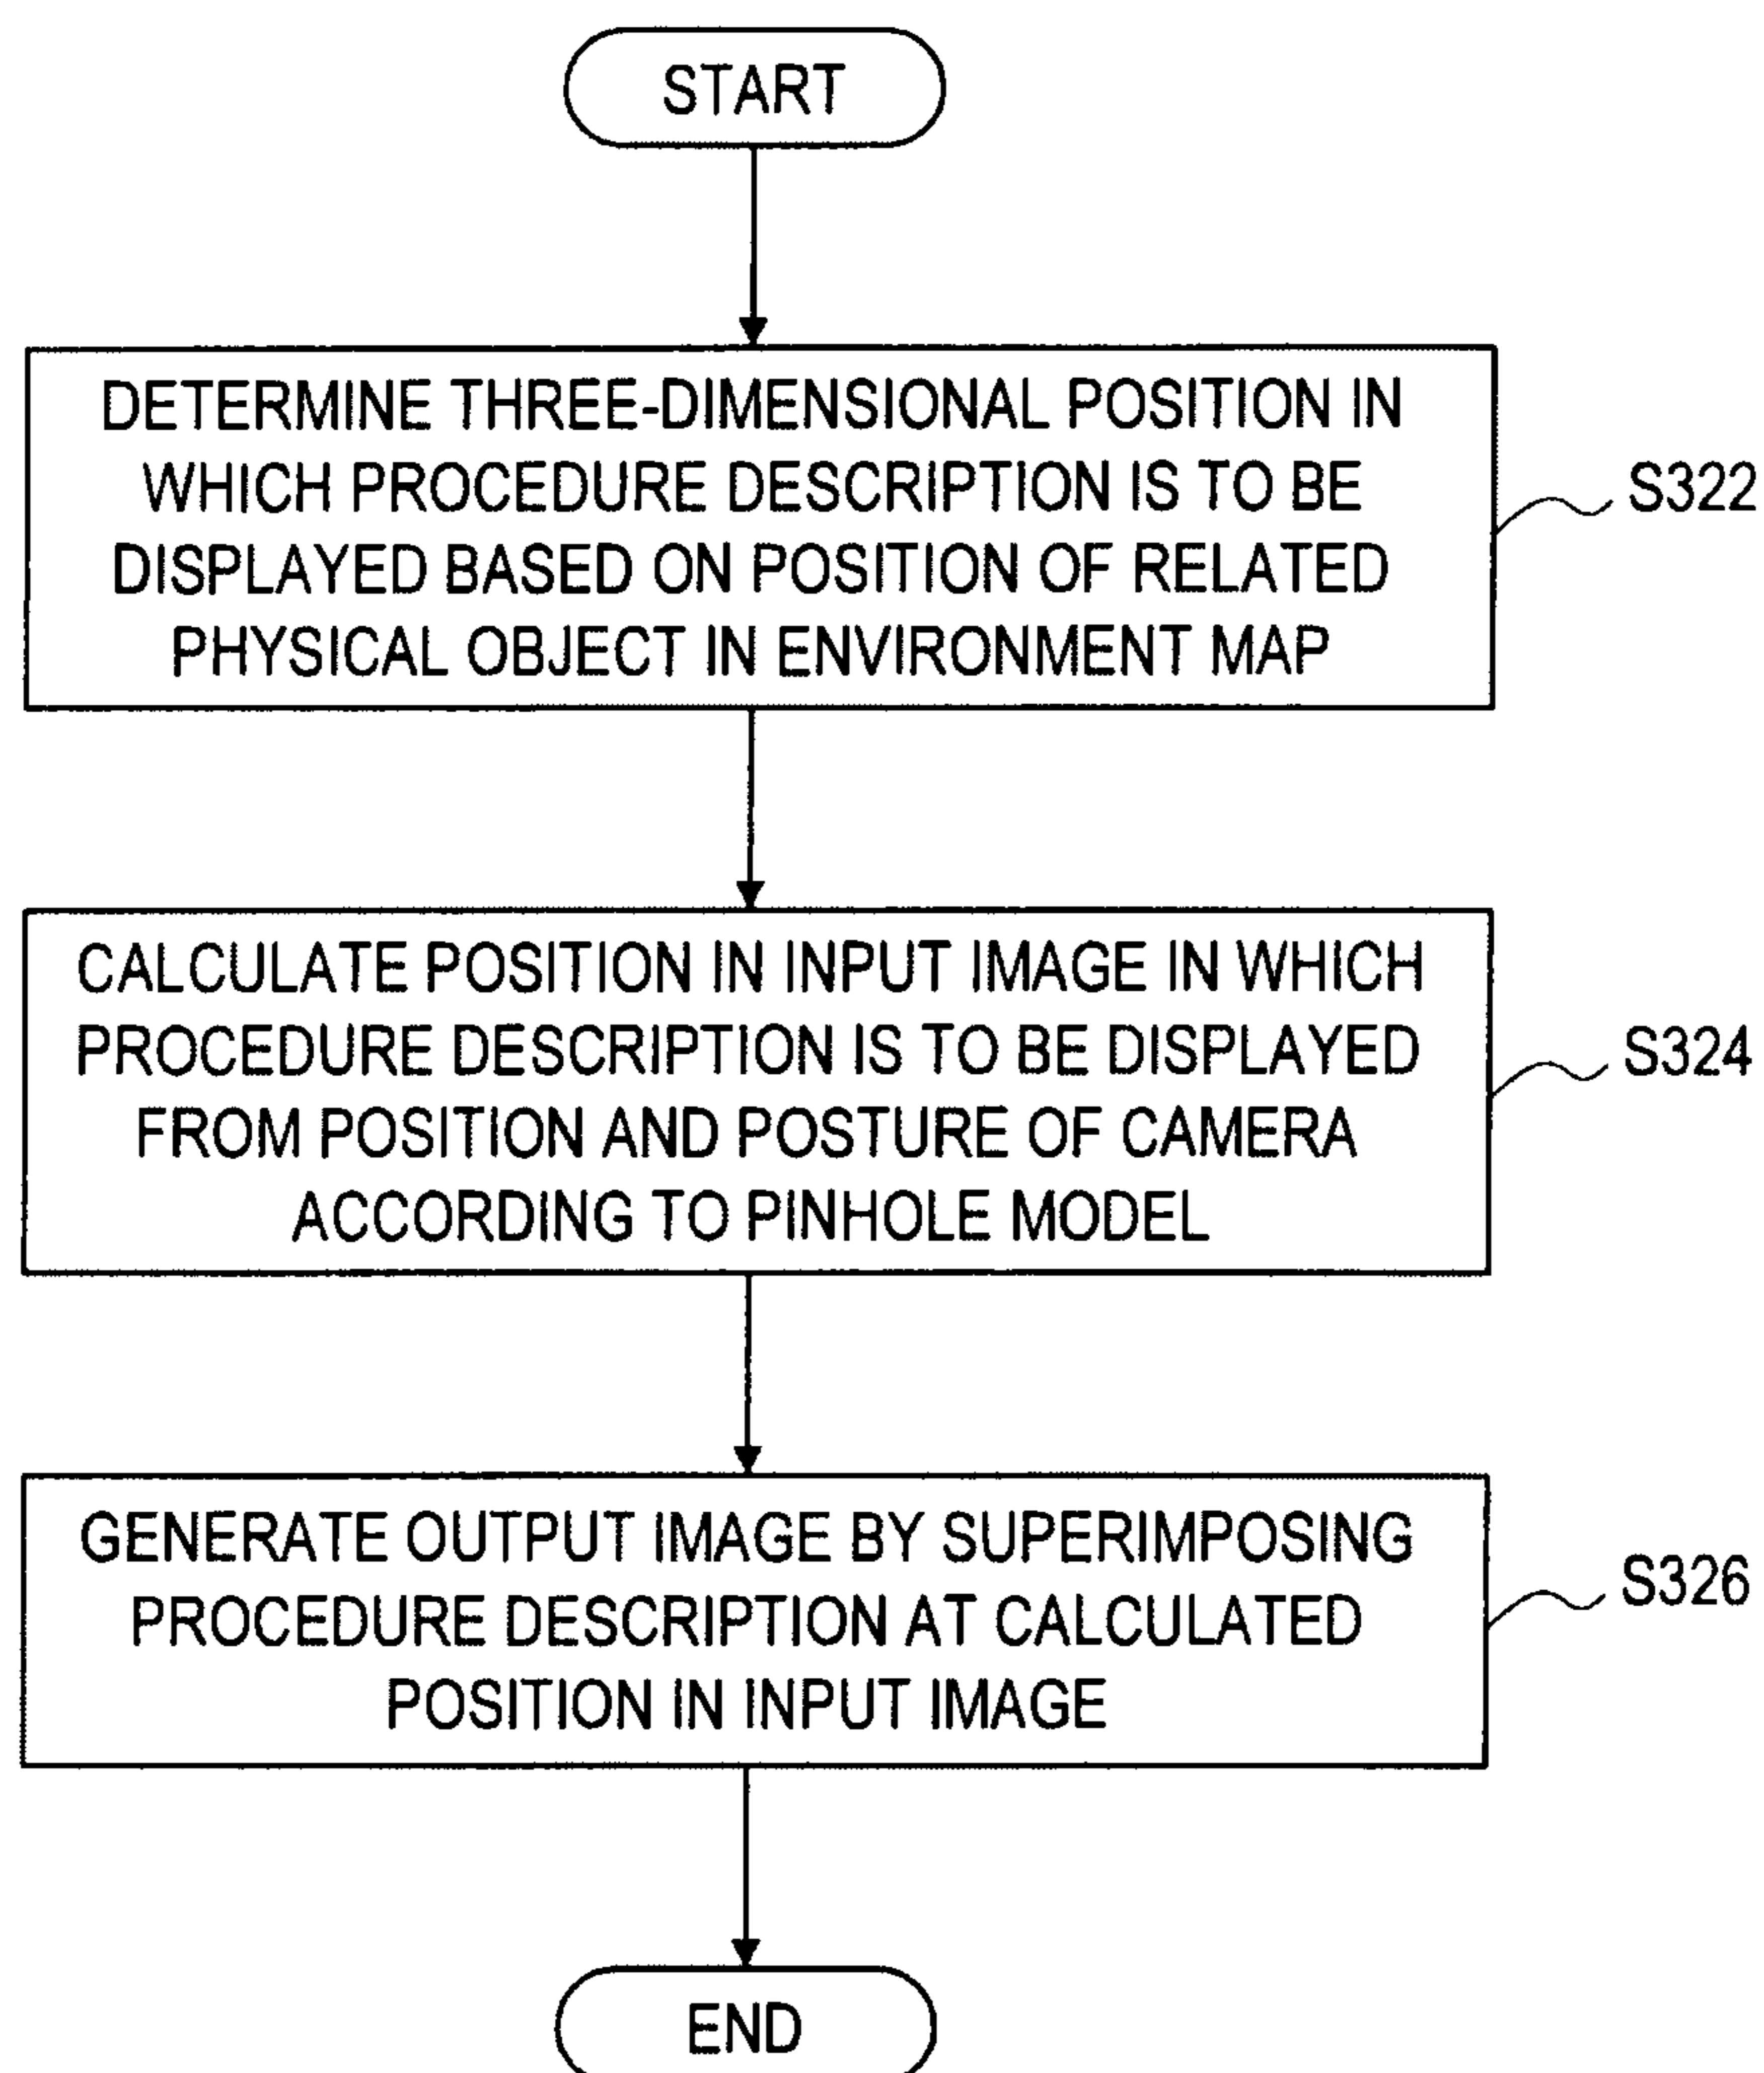 START
DETERMINE THREE-DIMENSIONAL POSITION IN
WHICH PROCEDURE DESCRIPTION IS TO BE
DISPLAYED BASED ON POSITION OF RELATED
PHYSICAL OBJECT IN ENVIRONMENT MAP
S322
CALCULATE POSITION IN INPUT IMAGE IN WHICH
PROCEDURE DESCRIPTION IS TO BE DISPLAYED
FROM POSITION AND POSTURE OF CAMERA
ACCORDING TO PINHOLE MODEL
S324
GENERATE OUTPUT IMAGE BY SUPERIMPOSING
PROCEDURE DESCRIPTION AT CALCULATED
POSITION IN INPUT IMAGE
S326
END